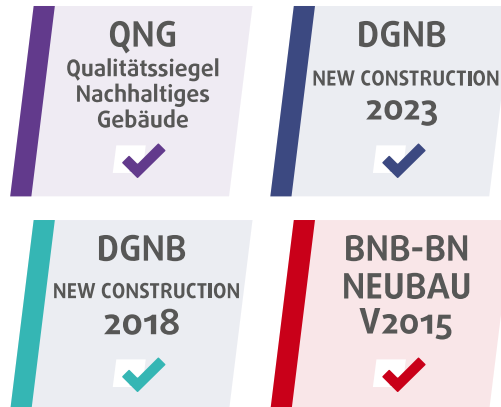 QNG
Qualitätssiegel
Nachhaltiges
Gebäude
DGNB
NEW CONSTRUCTION
2023
DGNB
NEW CONSTRUCTION
2018
BNB-BN
NEUBAU
V2015